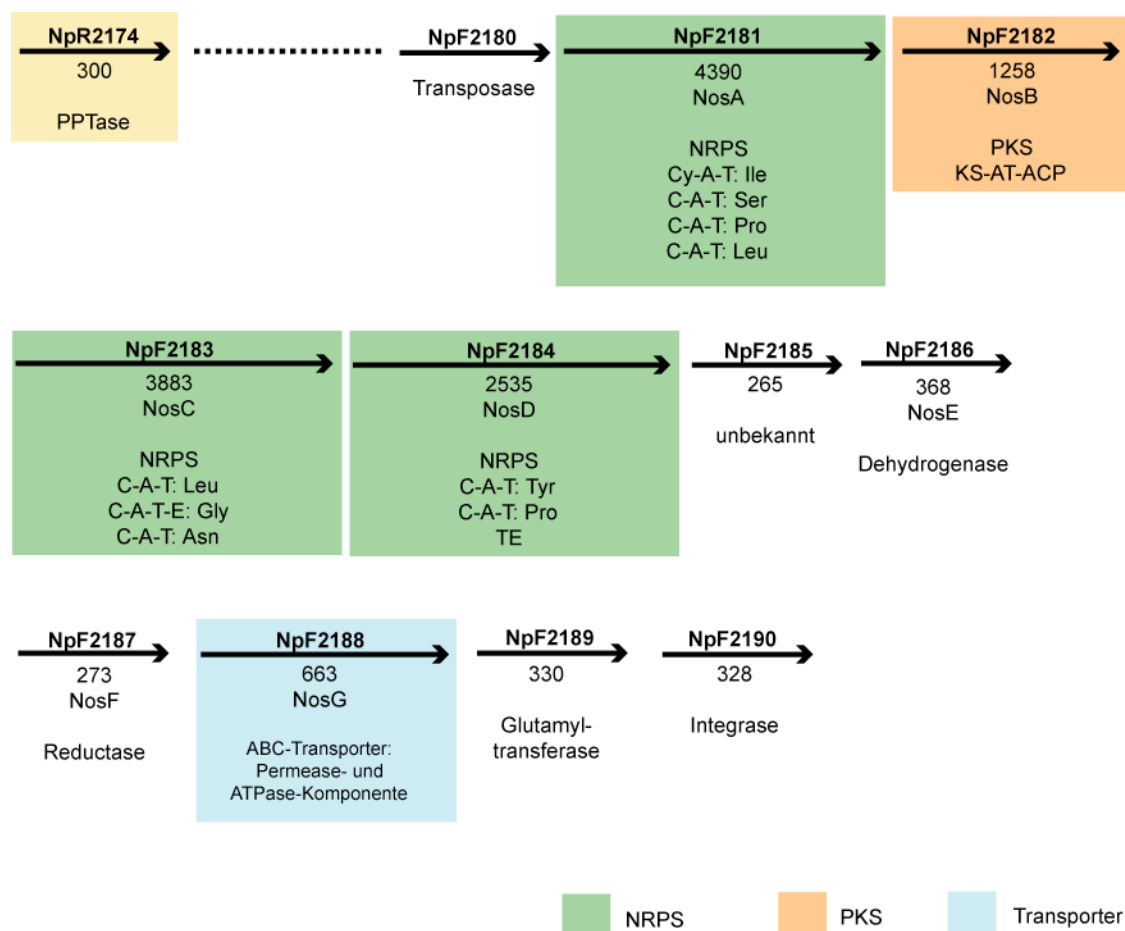 NpR2174
300
PPTase
NpF2180
Transposase
NpF2181
4390
NosA
NRPS
Cy-A-T: Ile
C-A-T: Ser
C-A-T: Pro
C-A-T: Leu
NpF2182
1258
NosB
PKS
KS-AT-ACP
NpF2183
3883
NosC
NRPS
C-A-T: Leu
C-A-T-E: Gly
C-A-T: Asn
NpF2184
2535
NosD
NRPS
C-A-T: Tyr
C-A-T: Pro
TE
NpF2185
265
unbekannt
NpF2186
368
NosE
Dehydrogenase
NpF2187
273
NosF
Reductase
NpF2188
663
NosG
ABC-Transporter:
Permease- und
ATPase-Komponente
NpF2189
330
Glutamyl-
transferase
NpF2190
328
Integrase
NRPS
PKS
Transporter